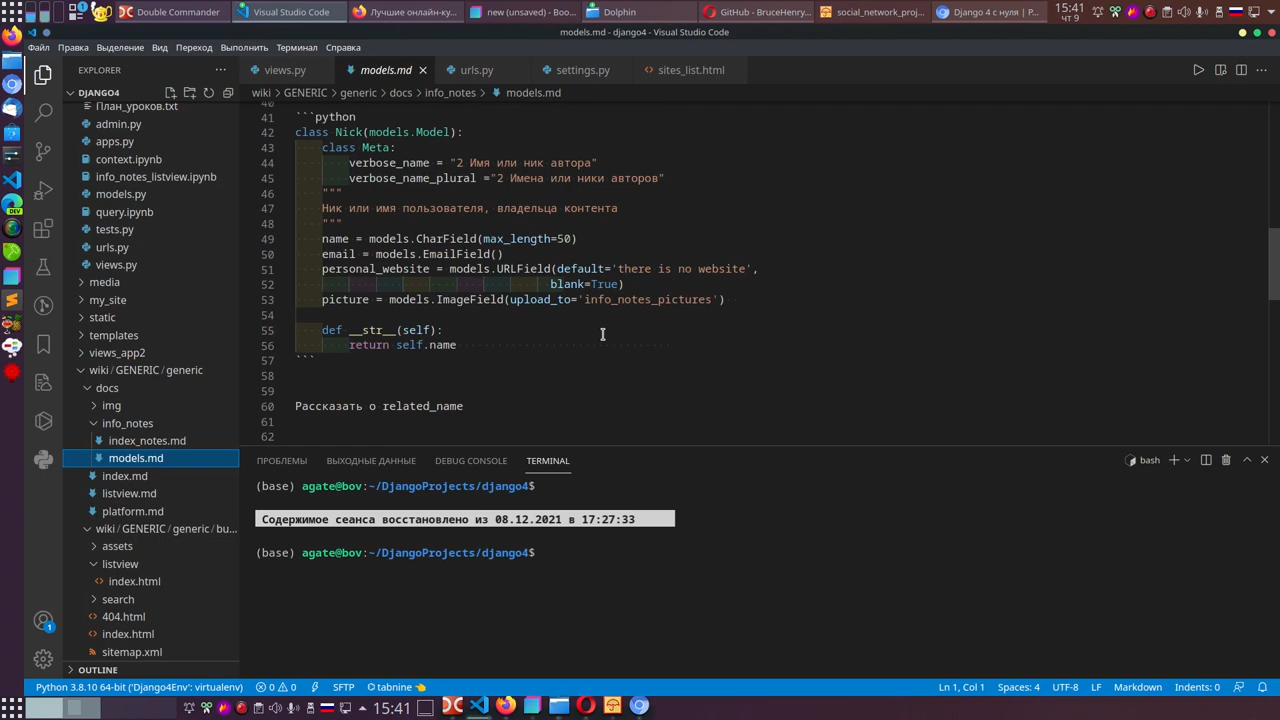 Double Commander
Visual Studio Code
Лучшие онлайн-ку...
new (unsaved) - Boo...
Dolphin
GitHub - BruceHenry...
social_network_proj...
Django 4 с нуля | P...
15:41
ЧТ 9
models.md - django4 - Visual Studio Code
Файл Правка Выделение Вид Переход Выполнить Терминал Справка
EXPLORER
views.py
models.md
urls.py
settings.py
sites_list.html
DJANGO4
wiki > GENERIC > generic > docs > info_notes > models.md
План_уроков.txt
admin.py
apps.py
context.ipynb
info_notes_listview.ipynb
models.py
query.ipynb
tests.py
urls.py
views.py
media
my_site
static
templates
views_app2
wiki/GENERIC/generic
docs
img
info_notes
index_notes.md
models.md
index.md
listview.md
platform.md
wiki/GENERIC/generic/bu...
assets
listview
index.html
search
404.html
index.html
sitemap.xml
OUTLINE
40
41 ```python
42 class Nick(models.Model):
43 class Meta:
44 verbose_name = "2 Имя или ник автора"
45 verbose_name_plural ="2 Имена или ники авторов"
46 """
47 Ник или имя пользователя, владельца контента
48 """
49 name = models.CharField(max_length=50)
50 email = models.EmailField()
51 personal_website = models.URLField(default='there is no website',
52 blank=True)
53 picture = models.ImageField(upload_to='info_notes_pictures')
54
55 def __str__(self):
56 return self.name
57 ```
58
59
60 Рассказать о related_name
61
62
ПРОБЛЕМЫ ВЫХОДНЫЕ ДАННЫЕ DEBUG CONSOLE TERMINAL
bash
(base) agate@bov:~/DjangoProjects/django4$
Содержимое сеанса восстановлено из 08.12.2021 в 17:27:33
(base) agate@bov:~/DjangoProjects/django4$
1
Python 3.8.10 64-bit ('Django4Env': virtualenv) 0 0 SFTP tabnine
Ln 1, Col 1 Spaces: 4 UTF-8 LF Markdown Indents: 0
15:41